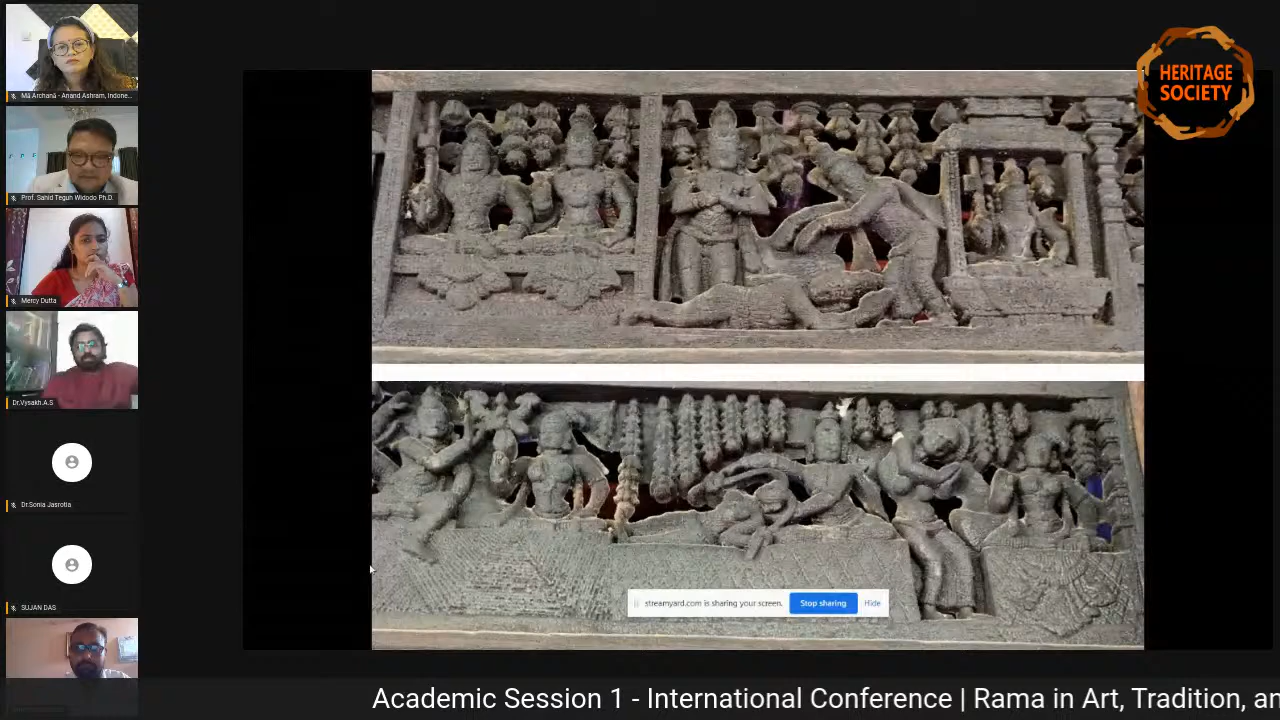 Mā Archanā - Anand Ashram, Indone...
Prof. Sahid Teguh Widodo Ph.D.
Mercy Dutta
Dr.Vysakh.A.S
Dr.Sonia Jasrotia
SUJAN DAS
HERITAGE
SOCIETY
streamyard.com is sharing your screen.
Stop sharing
Hide
Academic Session 1 - International Conference | Rama in Art, Tradition, an